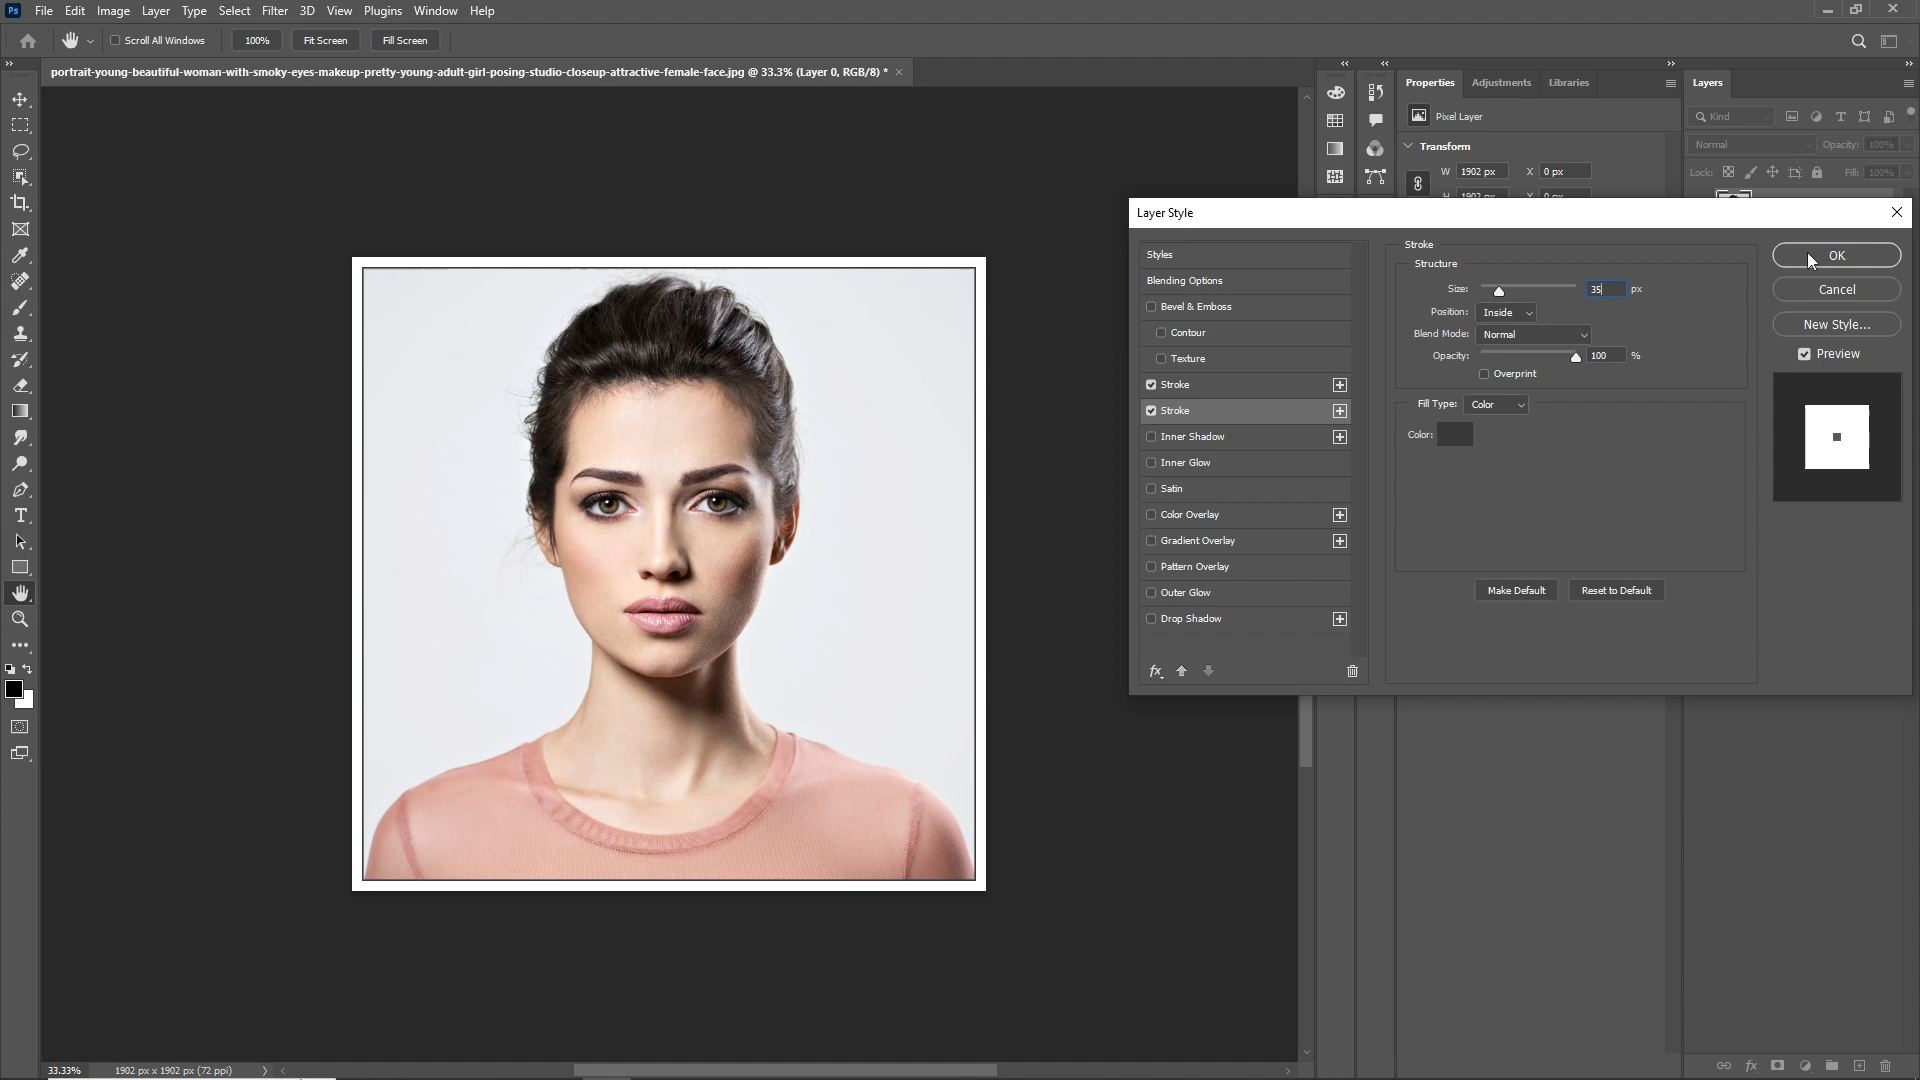 Ps File Edit Image Layer Type Select Filter 3D View Plugins Window Help
Scroll All Windows 100% Fit Screen Fill Screen
portrait-young-beautiful-woman-with-smoky-eyes-makeup-pretty-young-adult-girl-posing-studio-closeup-attractive-female-face.jpg @ 33.3% (Layer 0, RGB/8) *
Properties Adjustments Libraries
Pixel Layer
Transform
W 1902 px X 0 px
H 1902 px Y 0 px
Layers
Kind
Normal Opacity: 100%
Lock: Fill: 100%
Layer Style
Styles
Blending Options
Bevel & Emboss
Contour
Texture
Stroke
Stroke
Inner Shadow
Inner Glow
Satin
Color Overlay
Gradient Overlay
Pattern Overlay
Outer Glow
Drop Shadow
fx
Stroke
Structure
Size: 35 px
Position: Inside
Blend Mode: Normal
Opacity: 100 %
Overprint
Fill Type: Color
Color:
Make Default Reset to Default
OK
Cancel
New Style...
Preview
33.33% 1902 px x 1902 px (72 ppi)
fx